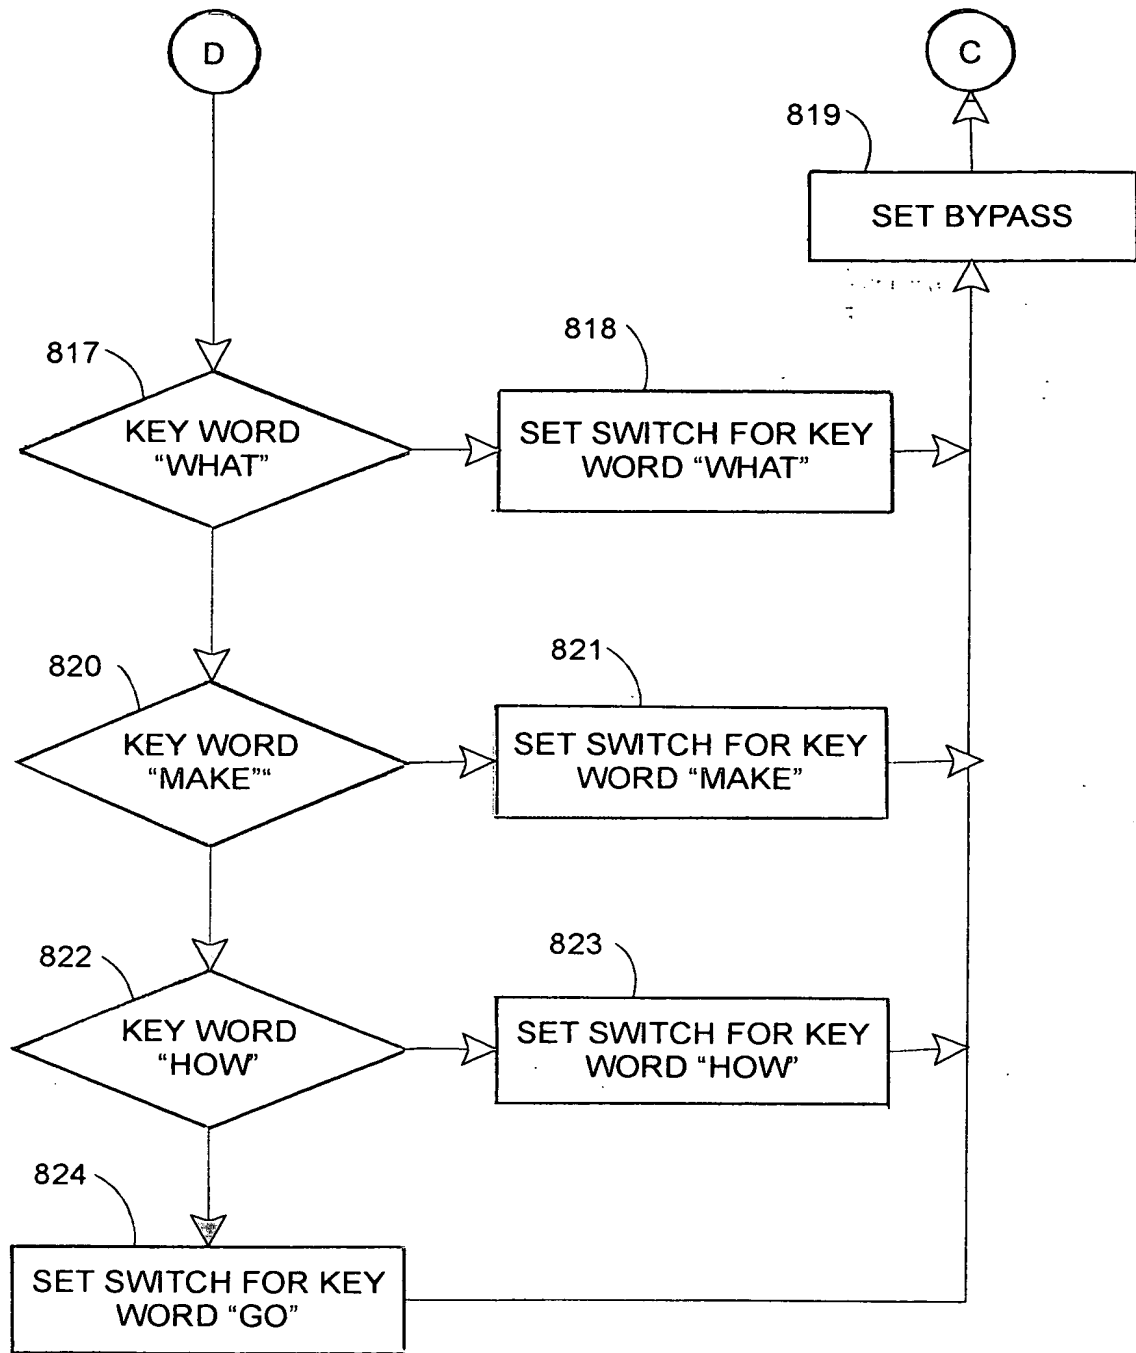 D
C
819
SET BYPASS
817
KEY WORD
“WHAT”
818
SET SWITCH FOR KEY
WORD “WHAT”
820
KEY WORD
“MAKE”“
821
SET SWITCH FOR KEY
WORD “MAKE”
822
KEY WORD
“HOW”
823
SET SWITCH FOR KEY
WORD “HOW”
824
SET SWITCH FOR KEY
WORD “GO”